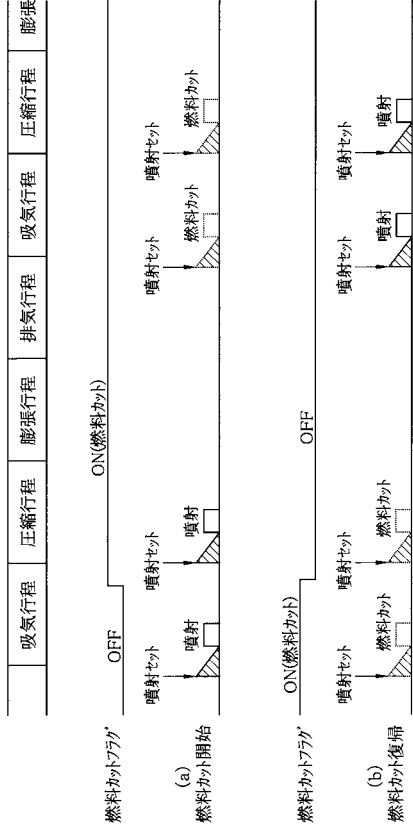 吸気行程
圧縮行程
膨張行程
排気行程
吸気行程
圧縮行程
膨張
燃料カットフラグ
OFF
ON(燃料カット)
(a)
燃料カット開始
噴射セット
噴射
噴射セット
噴射
噴射セット
燃料カット
噴射セット
燃料カット
燃料カットフラグ
ON(燃料カット)
OFF
(b)
燃料カット復帰
噴射セット
燃料カット
噴射セット
燃料カット
噴射セット
噴射
噴射セット
噴射